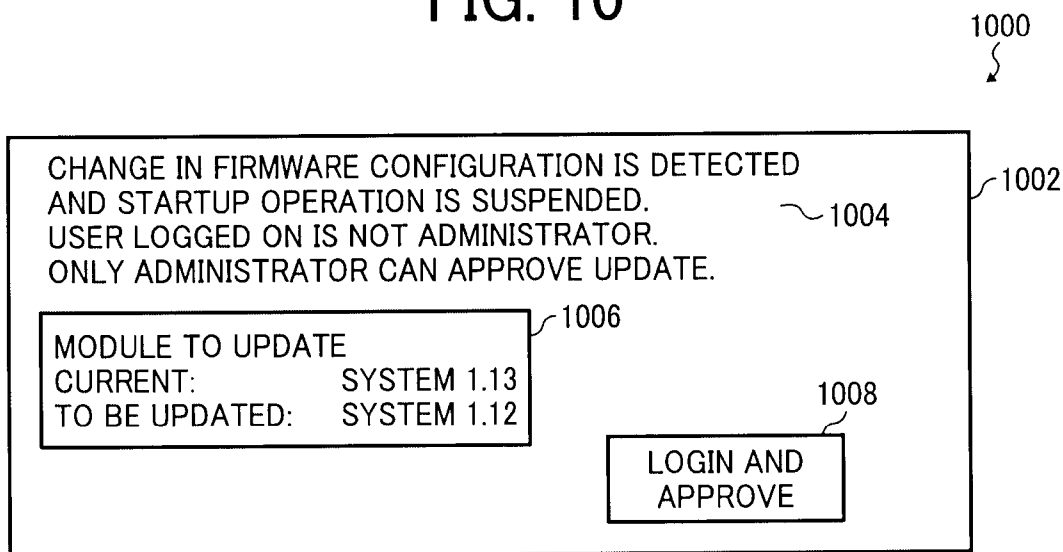 FIG. 10
1000
CHANGE IN FIRMWARE CONFIGURATION IS DETECTED
AND STARTUP OPERATION IS SUSPENDED.
USER LOGGED ON IS NOT ADMINISTRATOR.
ONLY ADMINISTRATOR CAN APPROVE UPDATE.
1002
1004
1006
MODULE TO UPDATE
CURRENT: SYSTEM 1.13
TO BE UPDATED: SYSTEM 1.12
1008
LOGIN AND
APPROVE